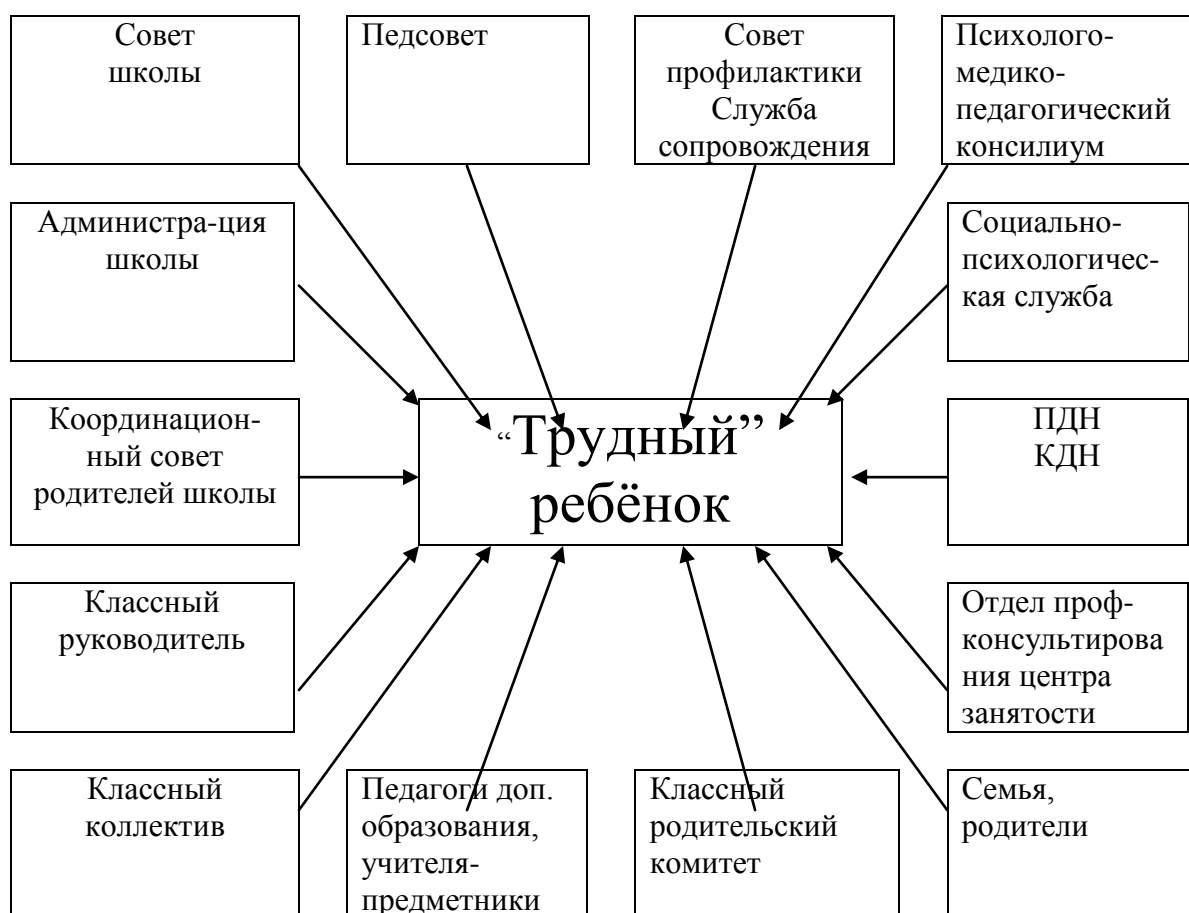 Совет
школы
Педсовет
Совет
профилактики
Служба
сопровождения
Психолого-
медико-
педагогический
консилиум
Администра-ция
школы
Социально-
психологичес-
кая служба
Координацион-
ный совет
родителей школы
“Трудный”
ребёнок
ПДН
КДН
Классный
руководитель
Отдел проф-
консультирова
ния центра
занятости
Классный
коллектив
Педагоги доп.
образования,
учителя-
предметники
Классный
родительский
комитет
Семья,
родители